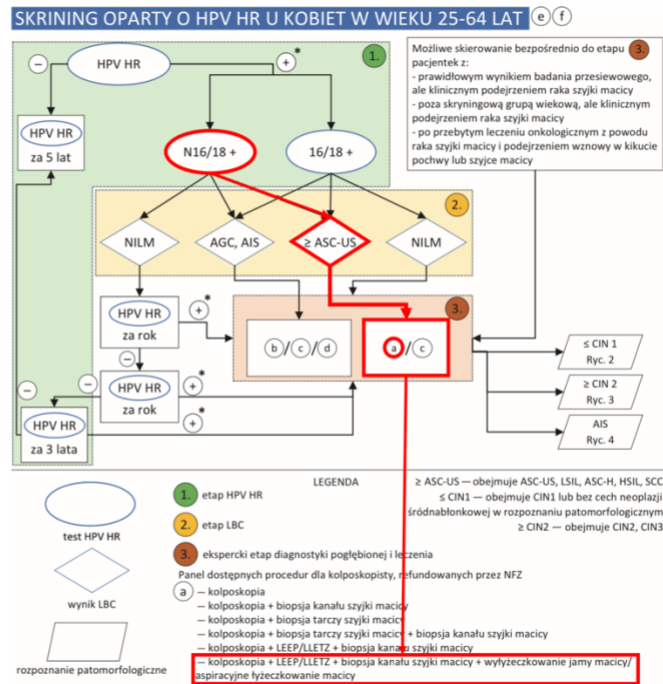 SKRINING OPARTY O HPV HR U KOBIET W WIEKU 25-64 LAT e f
1.
HPV HR
−
+*
HPV HR
za 5 lat
N16/18 +
16/18 +
Możliwe skierowanie bezpośrednio do etapu 3.
pacjentek z:
- prawidłowym wynikiem badania przesiewowego,
ale klinicznym podejrzeniem raka szyjki macicy
- poza skryningową grupą wiekową, ale klinicznym
podejrzeniem raka szyjki macicy
- po przebytym leczeniu onkologicznym z powodu
raka szyjki macicy i podejrzeniem wznowy w kikucie
pochwy lub szyjce macicy
2.
NILM
AGC, AIS
≥ ASC-US
NILM
3.
HPV HR
za rok
+*
b/c/d
a/c
−
HPV HR
za rok
−
−
+*
HPV HR
za 3 lata
+*
≤ CIN 1
Ryc. 2
≥ CIN 2
Ryc. 3
AIS
Ryc. 4
LEGENDA
≥ ASC-US — obejmuje ASC-US, LSIL, ASC-H, HSIL, SCC
≤ CIN1 — obejmuje CIN1 lub bez cech neoplazji
śródnabłonkowej w rozpoznaniu patomorfologicznym
≥ CIN2 — obejmuje CIN2, CIN3
test HPV HR
wynik LBC
rozpoznanie patomorfologiczne
1. etap HPV HR
2. etap LBC
3. ekspercki etap diagnostyki pogłębionej i leczenia
Panel dostępnych procedur dla kolposkopisty, refundowanych przez NFZ
a — kolposkopia
— kolposkopia + biopsja kanału szyjki macicy
— kolposkopia + biopsja tarczy szyjki macicy
— kolposkopia + biopsja tarczy szyjki macicy + biopsja kanału szyjki macicy
— kolposkopia + LEEP/LLETZ + biopsja kanału szyjki macicy
— kolposkopia + LEEP/LLETZ + biopsja kanału szyjki macicy + wyłyżeczkowanie jamy macicy/
aspiracyjne łyżeczkowanie macicy